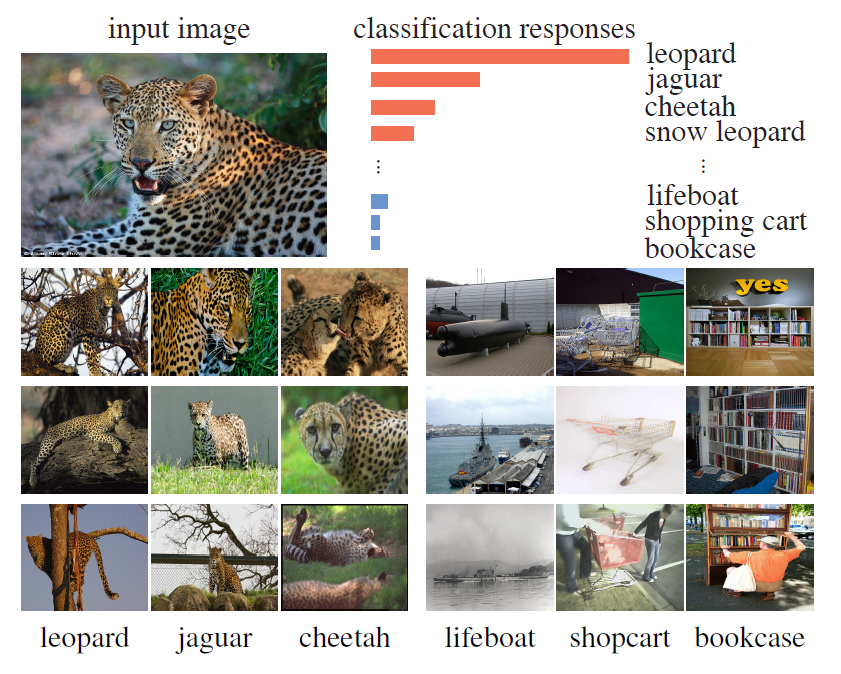 input image
classification responses
leopard
jaguar
cheetah
snow leopard
lifeboat
shopping cart
bookcase
yes
leopard
jaguar
cheetah
lifeboat
shopcart
bookcase